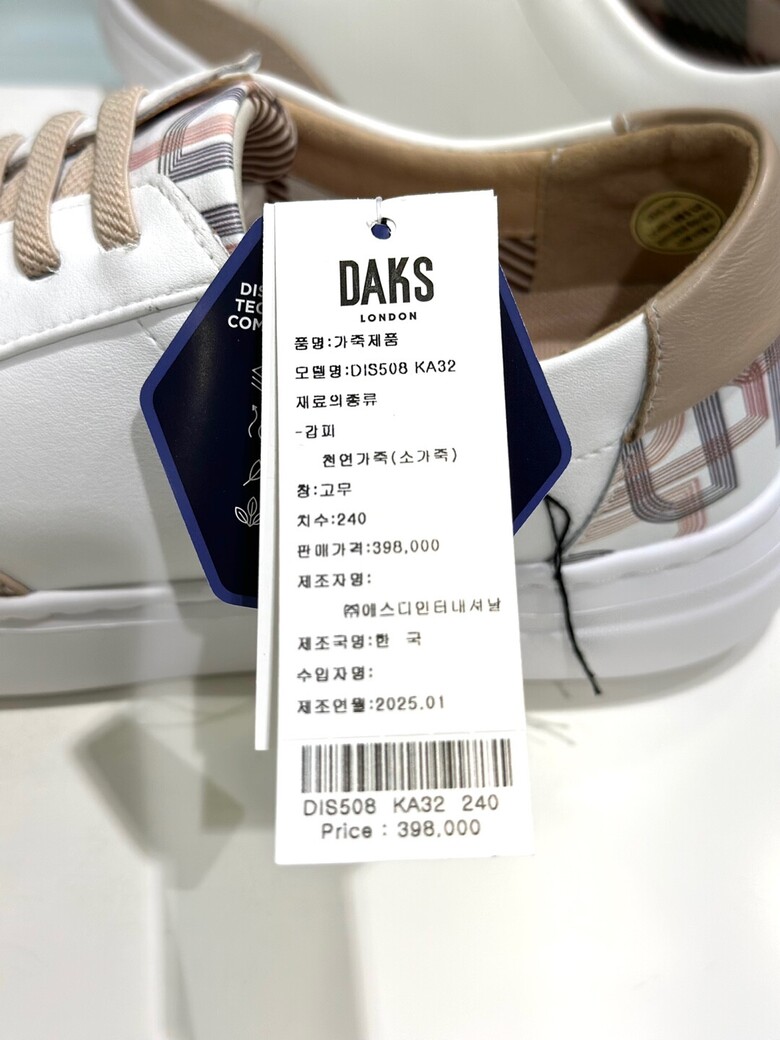 DAKS
LONDON
품명:가죽제품
모델명:DIS508 KA32
재료의종류
-갑피
천연가죽(소가죽)
창:고무
치수:240
판매가격:398,000
제조자명:
㈜에스디인터내셔날
제조국명:한 국
수입자명:
제조연월:2025.01
DIS508 KA32 240
Price : 398,000